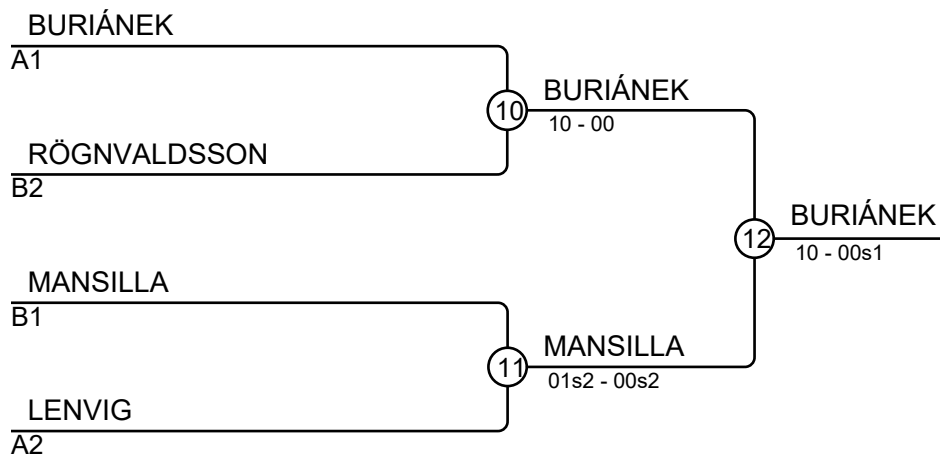 BURIÁNEK
A1
10
BURIÁNEK
10 - 00
RÖGNVALDSSON
B2
12
BURIÁNEK
10 - 00s1
MANSILLA
B1
11
MANSILLA
01s2 - 00s2
LENVIG
A2